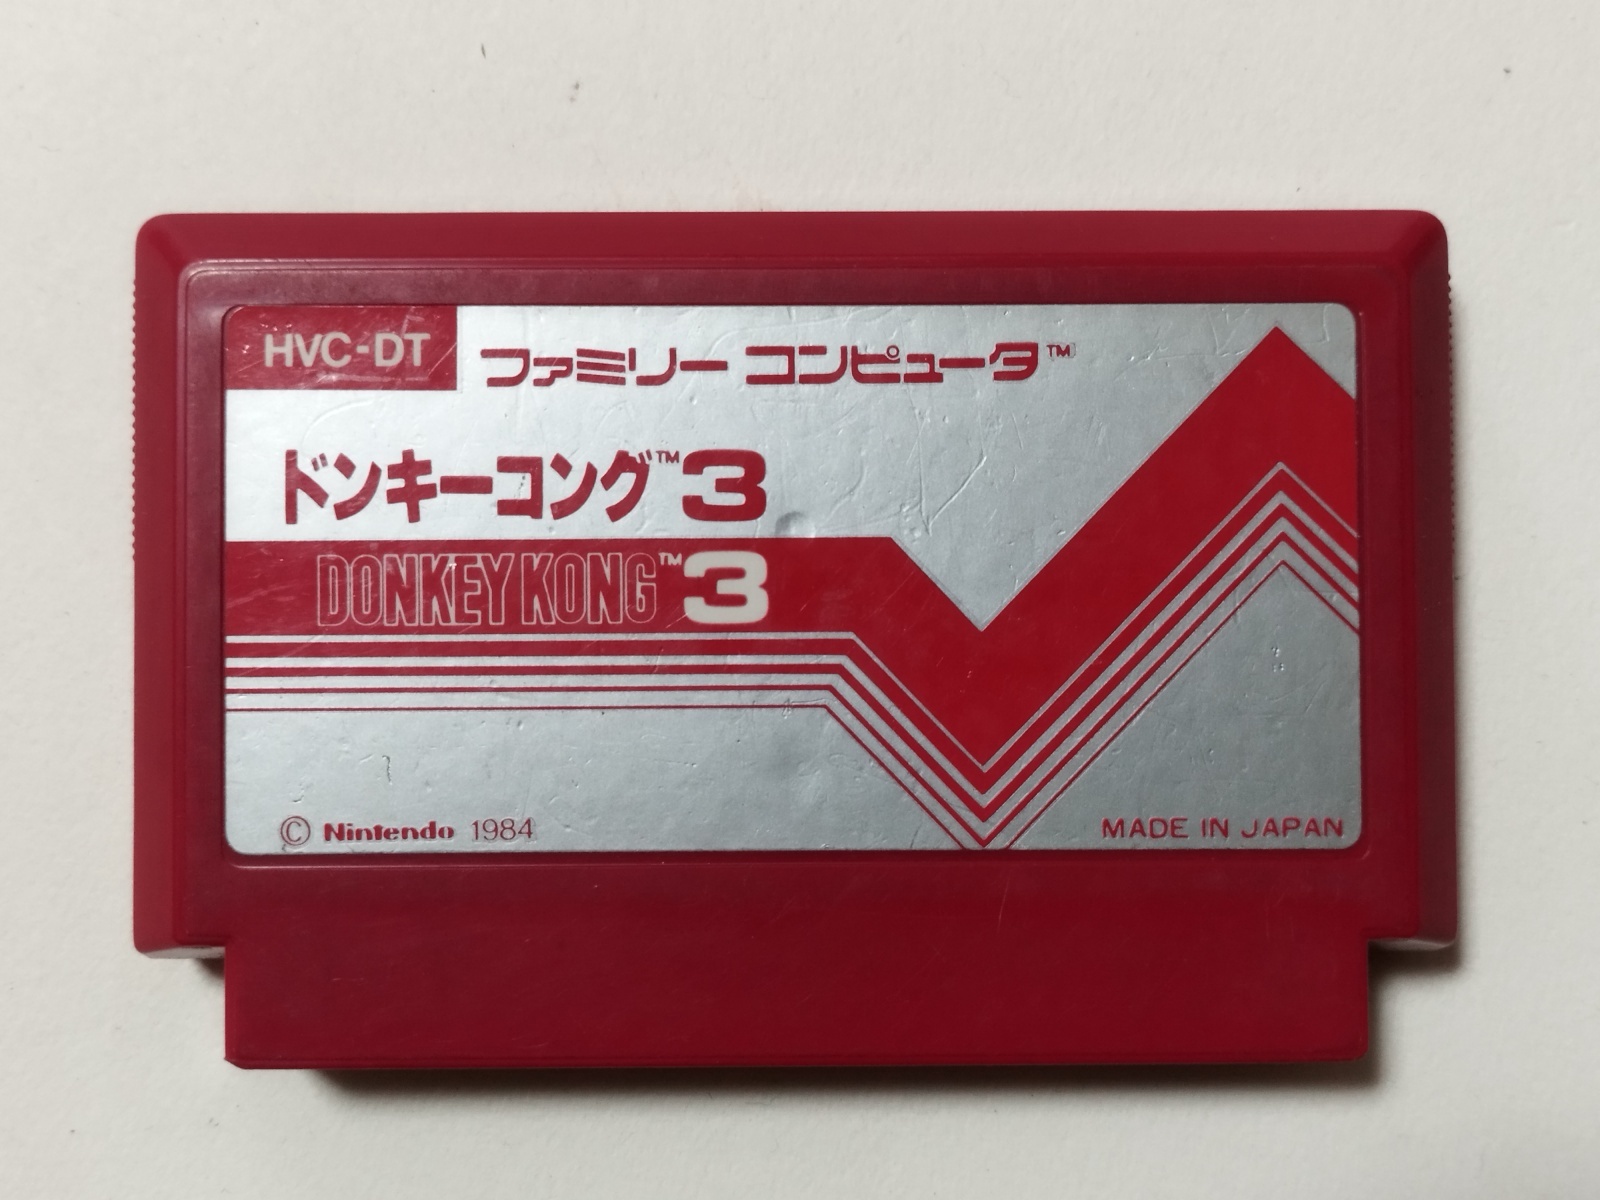 HVC-DT
ファミリー コンピュータ™
ドンキーコング™3
DONKEY KONG™3
© Nintendo 1984
MADE IN JAPAN